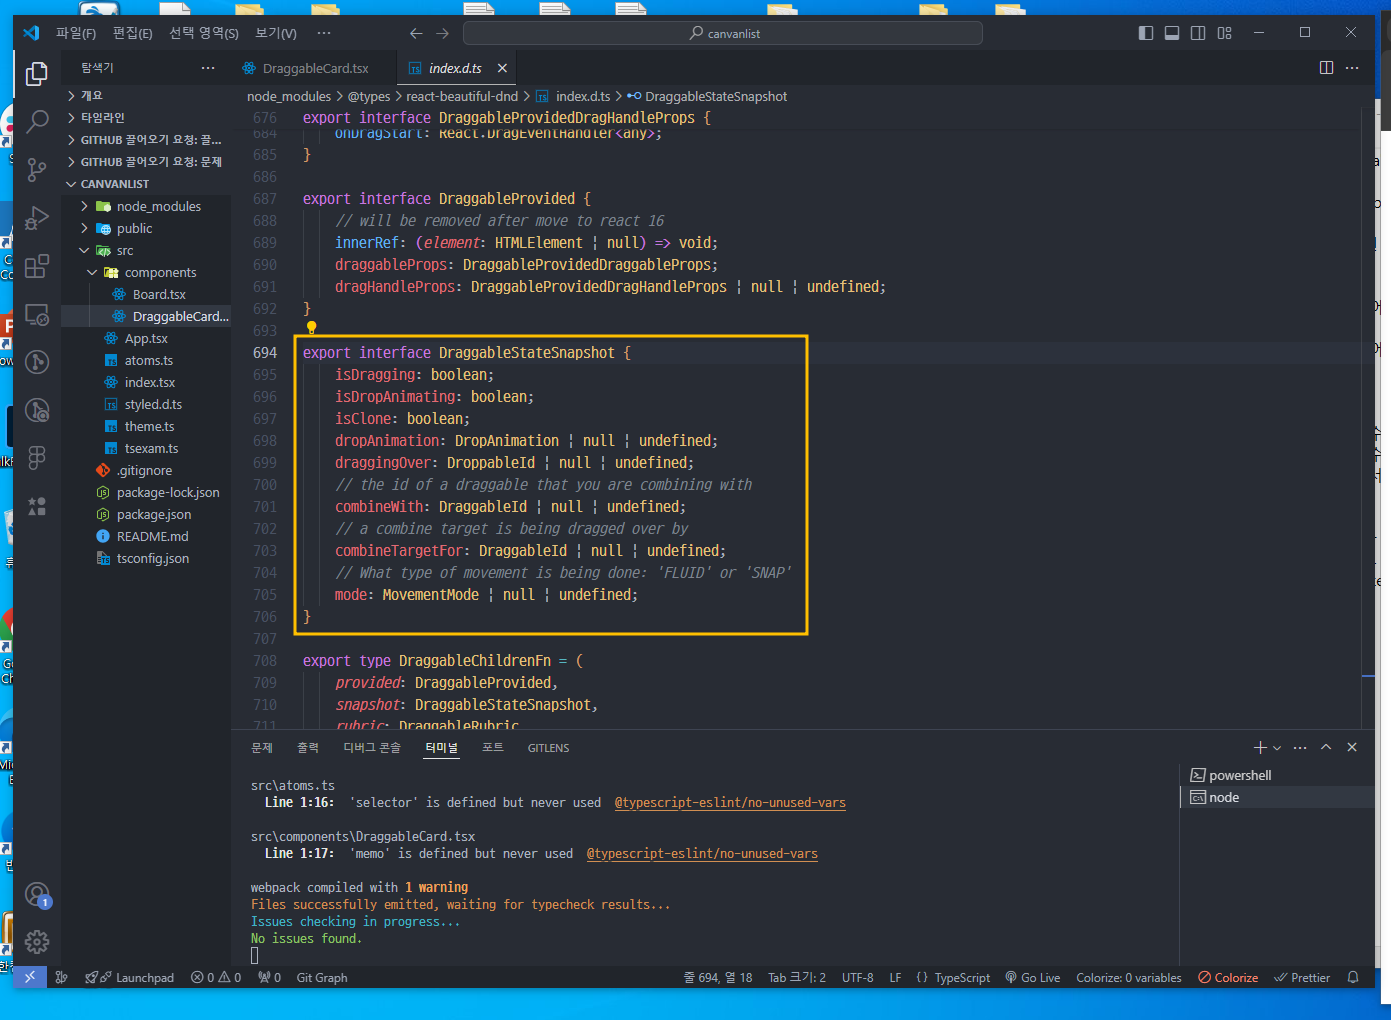 파일(F) 편집(E) 선택 영역(S) 보기(V) ··· canvanlist
탐색기 ···
DraggableCard.tsx
index.d.ts
node_modules > @types > react-beautiful-dnd > index.d.ts > DraggableStateSnapshot
개요
타임라인
GITHUB 끌어오기 요청: 끌...
GITHUB 끌어오기 요청: 문제
CANVANLIST
node_modules
public
src
components
Board.tsx
DraggableCard...
App.tsx
atoms.ts
index.tsx
styled.d.ts
theme.ts
tsexam.ts
.gitignore
package-lock.json
package.json
README.md
tsconfig.json
676 export interface DraggableProvidedDragHandleProps {
684 onDragStart: React.DragEventHandler<any>;
685 }
686
687 export interface DraggableProvided {
688 // will be removed after move to react 16
689 innerRef: (element: HTMLElement | null) => void;
690 draggableProps: DraggableProvidedDraggableProps;
691 dragHandleProps: DraggableProvidedDragHandleProps | null | undefined;
692 }
693
694 export interface DraggableStateSnapshot {
695 isDragging: boolean;
696 isDropAnimating: boolean;
697 isClone: boolean;
698 dropAnimation: DropAnimation | null | undefined;
699 draggingOver: DroppableId | null | undefined;
700 // the id of a draggable that you are combining with
701 combineWith: DraggableId | null | undefined;
702 // a combine target is being dragged over by
703 combineTargetFor: DraggableId | null | undefined;
704 // What type of movement is being done: 'FLUID' or 'SNAP'
705 mode: MovementMode | null | undefined;
706 }
707
708 export type DraggableChildrenFn = (
709 provided: DraggableProvided,
710 snapshot: DraggableStateSnapshot,
711 rubric: DraggableRubric
문제 출력 디버그 콘솔 터미널 포트 GITLENS
powershell
node
src\atoms.ts
Line 1:16: 'selector' is defined but never used @typescript-eslint/no-unused-vars
src\components\DraggableCard.tsx
Line 1:17: 'memo' is defined but never used @typescript-eslint/no-unused-vars
webpack compiled with 1 warning
Files successfully emitted, waiting for typecheck results...
Issues checking in progress...
No issues found.
1
Launchpad 0 0 0 Git Graph 줄 694, 열 18 Tab 크기: 2 UTF-8 LF {} TypeScript Go Live Colorize: 0 variables Colorize Prettier